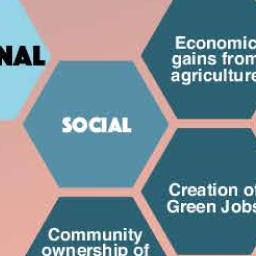 NAL
SOCIAL
Economic
gains from
agriculture
Creation of
Green Jobs
Community
ownership of